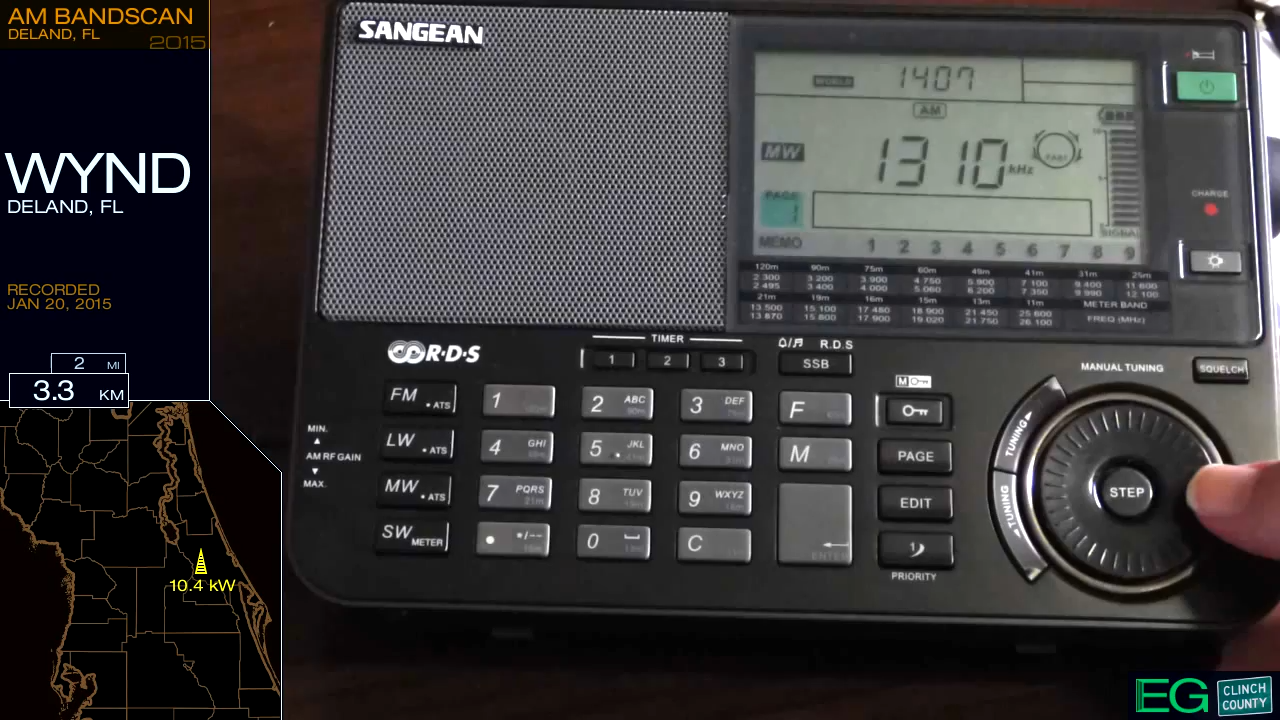 AM BANDSCAN
DELAND, FL
2015
WYND
DELAND, FL
RECORDED
JAN 20, 2015
2 MI
3.3 KM
10.4 kW
SANGEAN
WORLD 1407
AM
MW 1310 kHz
FAST
PAGE
MEMO 1 2 3 4 5 6 7 8 9
SIGNAL
CHARGE
120m 90m 75m 60m 49m 41m 31m 25m
2 300 3 200 3 900 4 750 5 800 7 100 9 400 11 600
2 495 3 400 4 000 5 060 6 200 7 350 9 990 12 100
21m 19m 16m 15m 13m 11m METER BAND
13 500 15 100 17 480 18 900 21 450 25 600 FREQ (MHz)
13 870 15 800 17 900 19 020 21 750 26 100
R·D·S
TIMER
1 2 3
R.D.S
SSB
MANUAL TUNING
SQUELCH
FM • ATS
1
2 ABC
3 DEF
F
M
LW • ATS
4 GHI
5 JKL
6 MNO
M
PAGE
MIN.
AM RF GAIN
MAX.
MW • ATS
7 PQRS
8 TUV
9 WXYZ
EDIT
SW METER
• */--
0
C
ENTER
PRIORITY
TUNING
TUNING
STEP
EG
CLINCH
COUNTY